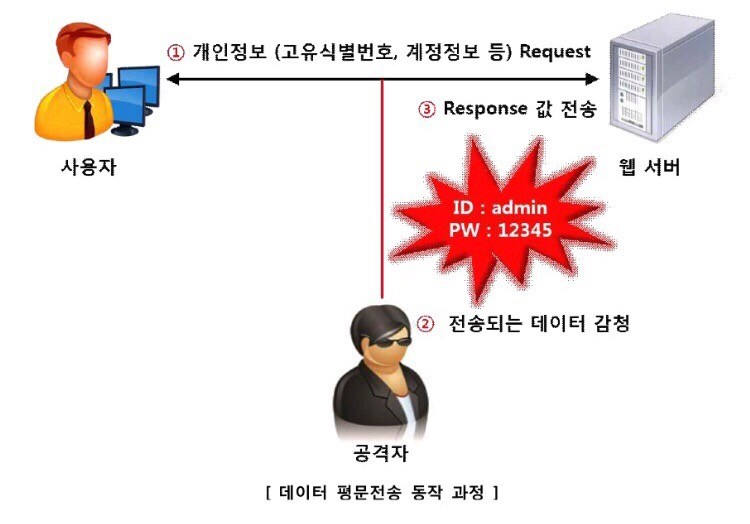 ① 개인정보 (고유식별번호, 계정정보 등) Request
③ Response 값 전송
사용자
웹 서버
ID : admin
PW : 12345
② 전송되는 데이터 감청
공격자
[ 데이터 평문전송 동작 과정 ]